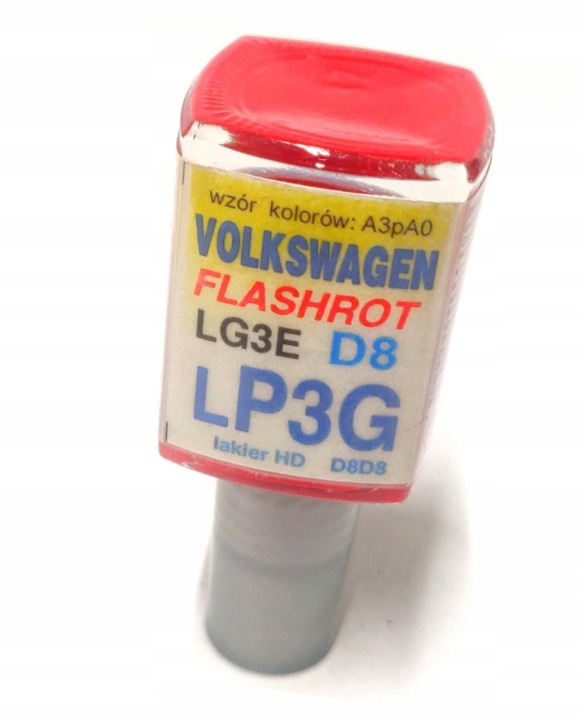 wzór kolorów: A3pA0
VOLKSWAGEN
FLASHROT
LG3E D8
LP3G
lakier HD D8D8